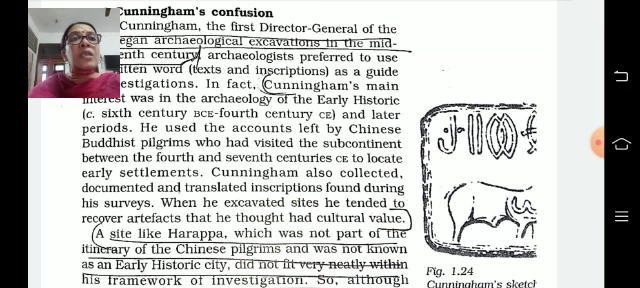 Cunningham's confusion
Cunningham, the first Director-General of the
began archaeological excavations in the mid-
century, archaeologists preferred to use
written word (texts and inscriptions) as a guide
investigations. In fact, Cunningham's main
interest was in the archaeology of the Early Historic
(c. sixth century BCE-fourth century CE) and later
periods. He used the accounts left by Chinese
Buddhist pilgrims who had visited the subcontinent
between the fourth and seventh centuries CE to locate
early settlements. Cunningham also collected,
documented and translated inscriptions found during
his surveys. When he excavated sites he tended to
recover artefacts that he thought had cultural value.
A site like Harappa, which was not part of the
itinerary of the Chinese pilgrims and was not known
as an Early Historic city, did not fit very neatly within
his framework of investigation. So, although
Fig. 1.24
Cunningham's sketch